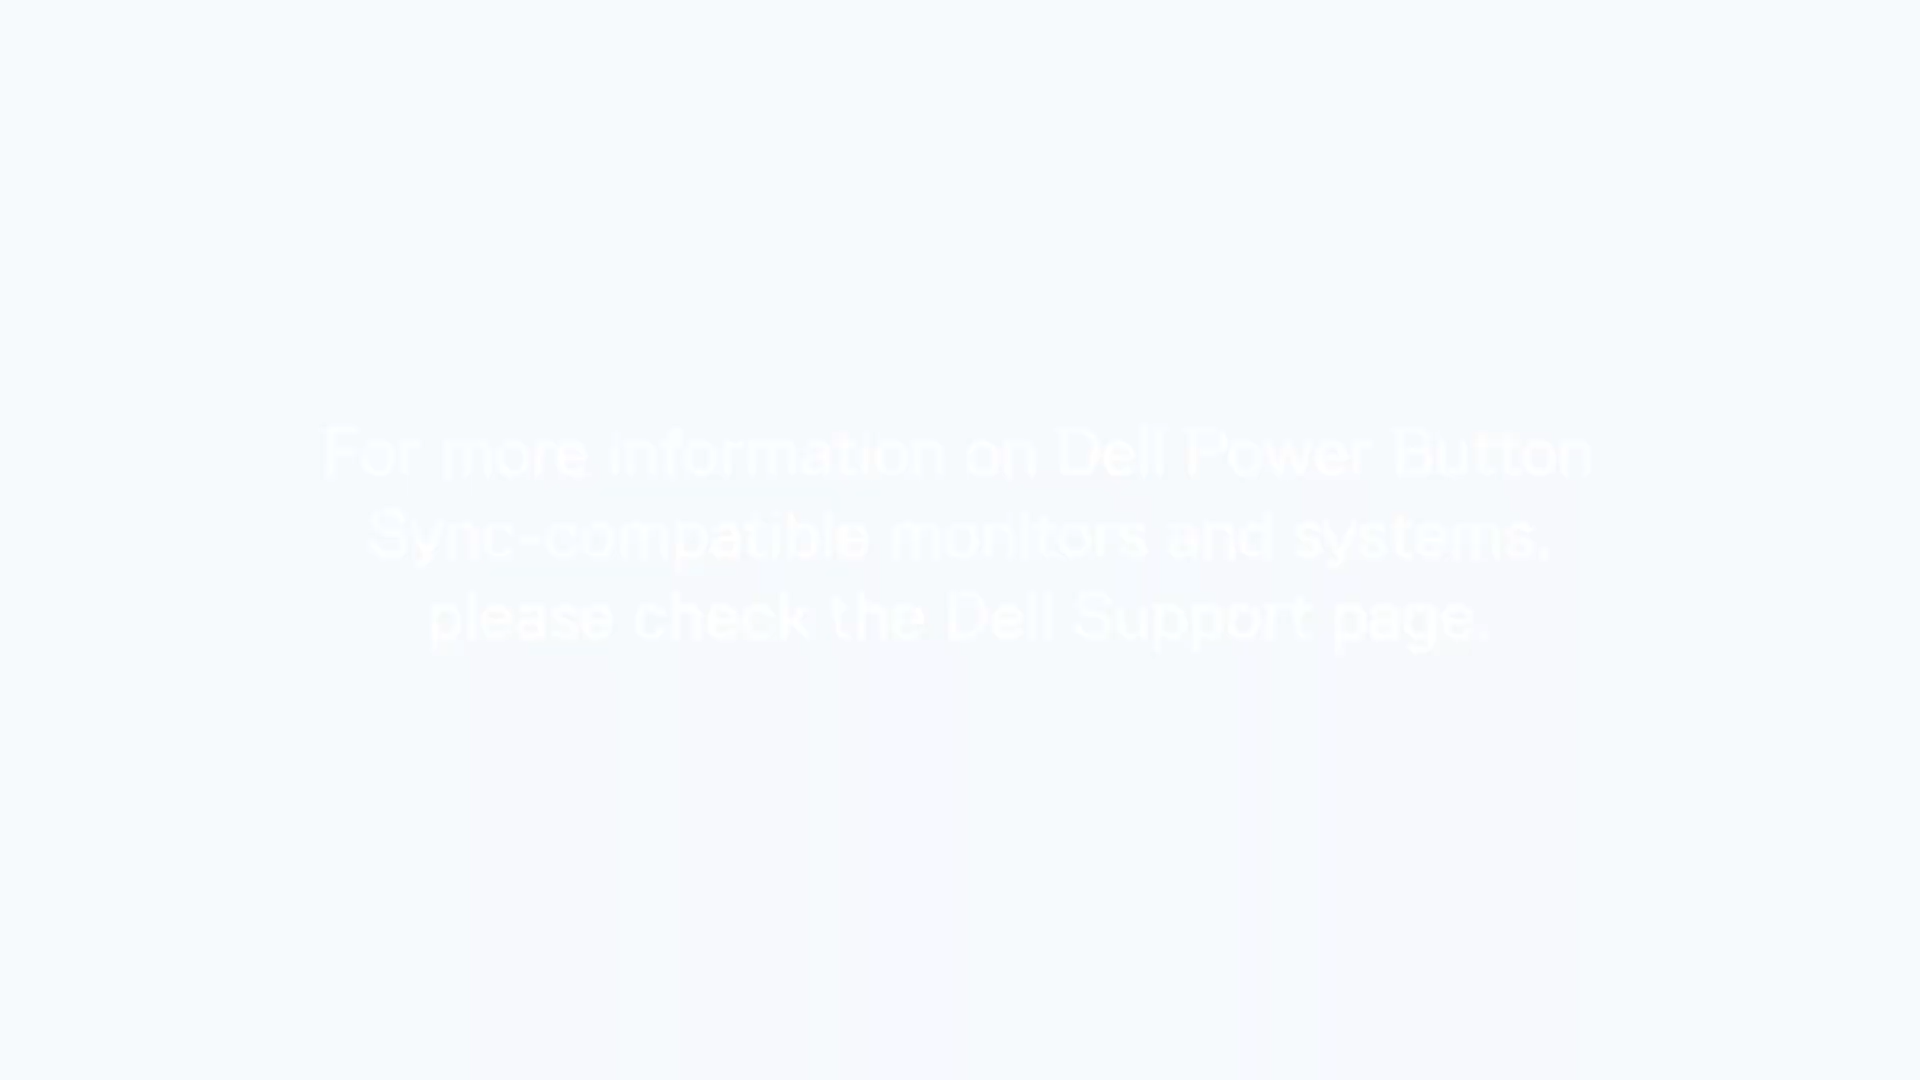 For more information on Dell Power Button
Sync-compatible monitors and systems,
please check the Dell Support page.